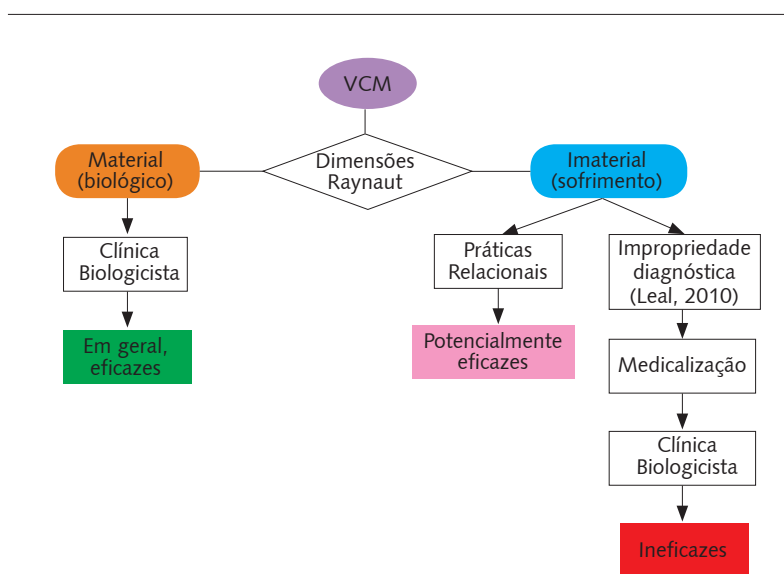 VCM
Dimensões
Raynaut
Material
(biológico)
Imaterial
(sofrimento)
Clínica
Biologicista
Em geral,
eficazes
Práticas
Relacionais
Potencialmente
eficazes
Impropriedade
diagnóstica
(Leal, 2010)
Medicalização
Clínica
Biologicista
Ineficazes